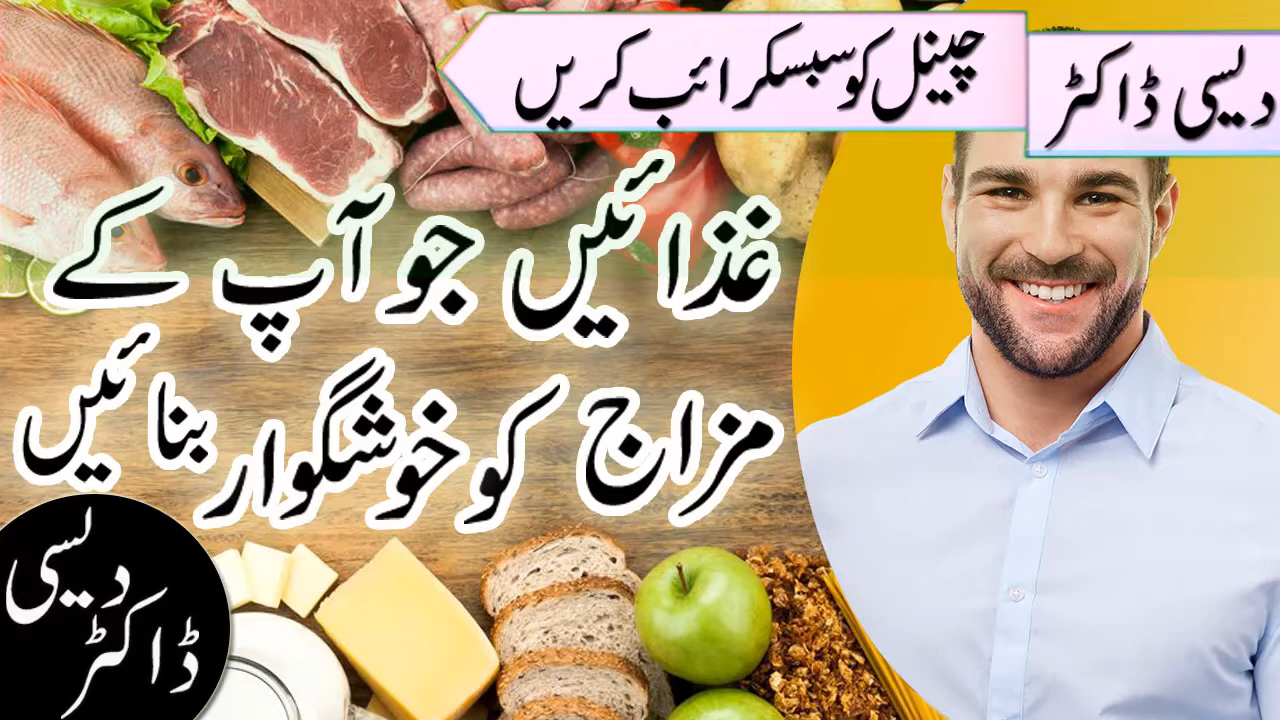 دیسی ڈاکٹر
چینل کو سبسکرائب کریں
غذائیں جو آپ کے
مزاج کو خوشگوار بنائیں
دیسی
ڈاکٹر